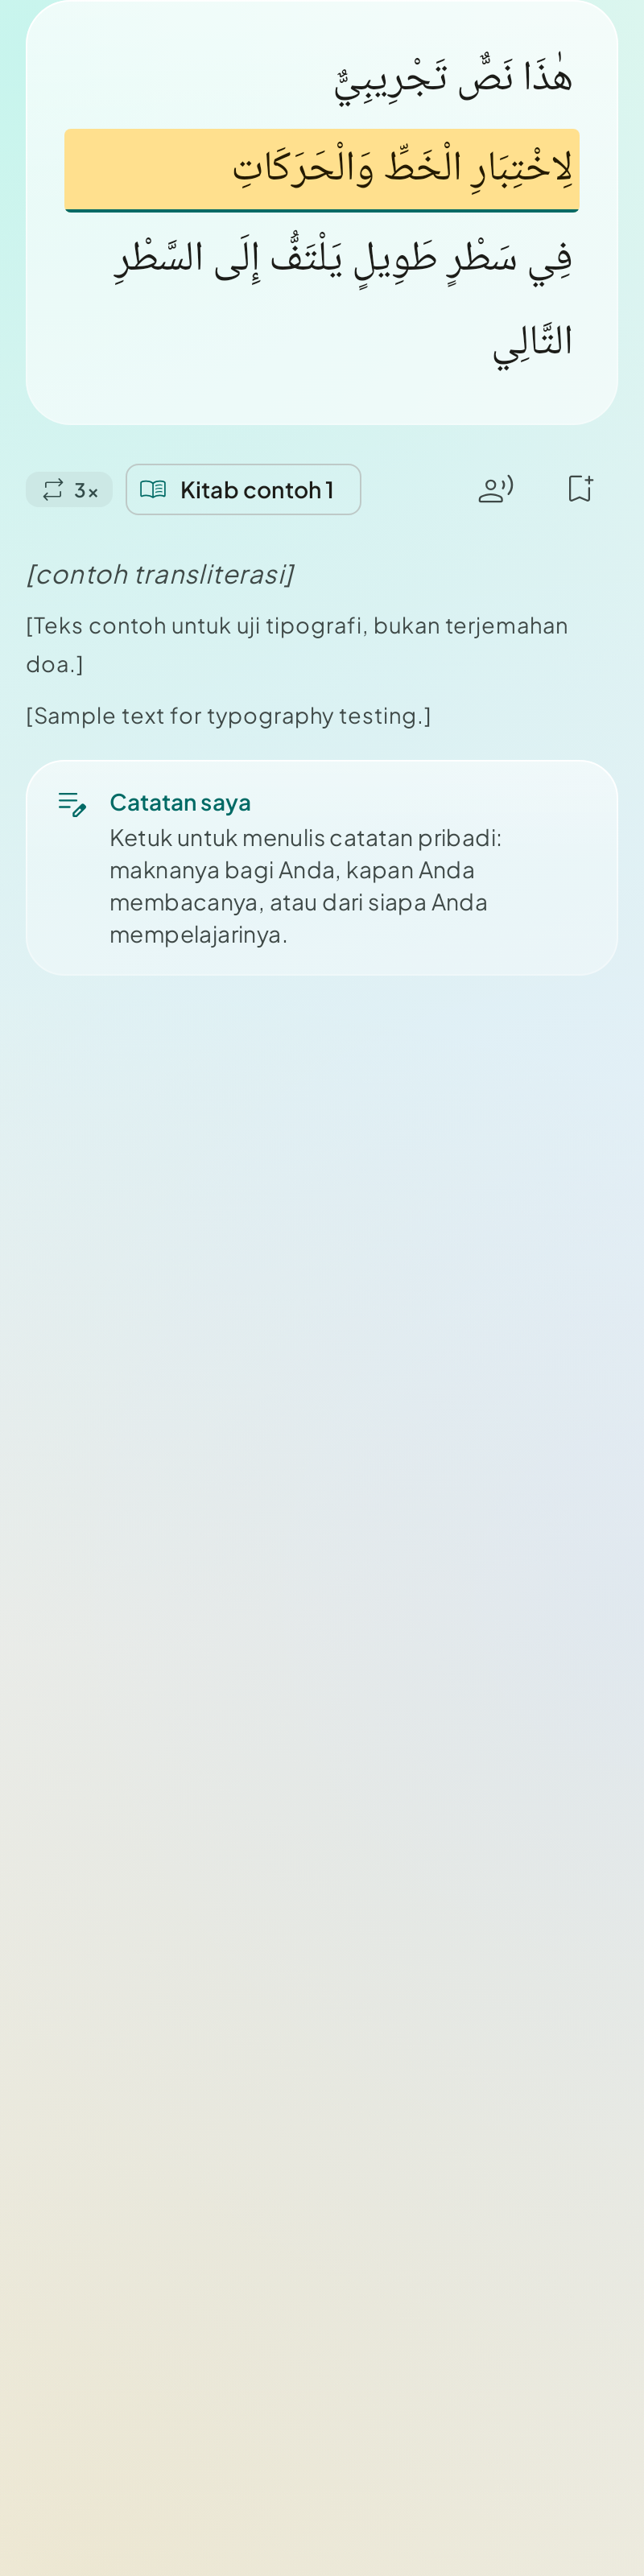 هٰذَا نَصٌّ تَجْرِيبِيٌّ
لِاخْتِبَارِ الْخَطِّ وَالْحَرَكَاتِ
فِي سَطْرٍ طَوِيلٍ يَلْتَفُّ إِلَى السَّطْرِ
التَّالِي
3×
Kitab contoh 1
[contoh transliterasi]
[Teks contoh untuk uji tipografi, bukan terjemahan
doa.]
[Sample text for typography testing.]
Catatan saya
Ketuk untuk menulis catatan pribadi:
maknanya bagi Anda, kapan Anda
membacanya, atau dari siapa Anda
mempelajarinya.